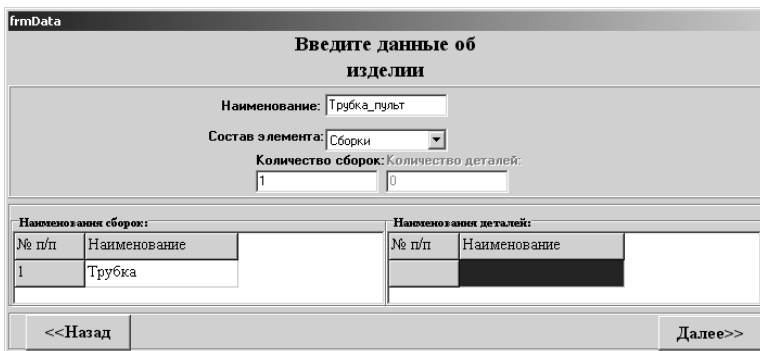 frmData
Введите данные об
изделии
Наименование: Трубка_пульт
Состав элемента: Сборки
Количество сборок: Количество деталей:
1 0
Наименования сборок: Наименования деталей:
№ п/п Наименование № п/п Наименование
1 Трубка
<<Назад Далее>>